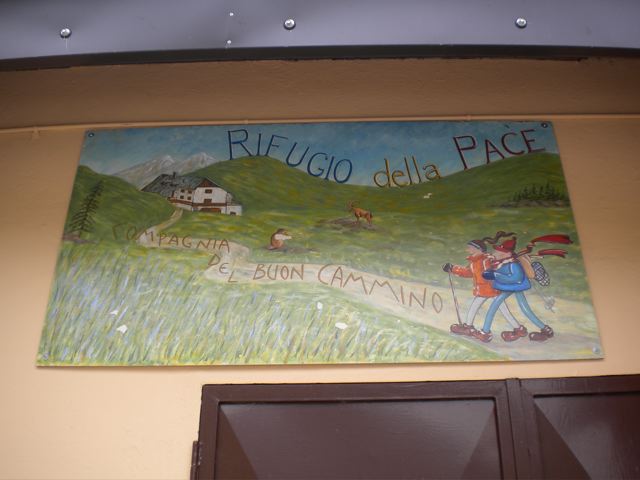 RIFUGIO della PACE
COMPAGNIA
DEL BUON CAMMINO